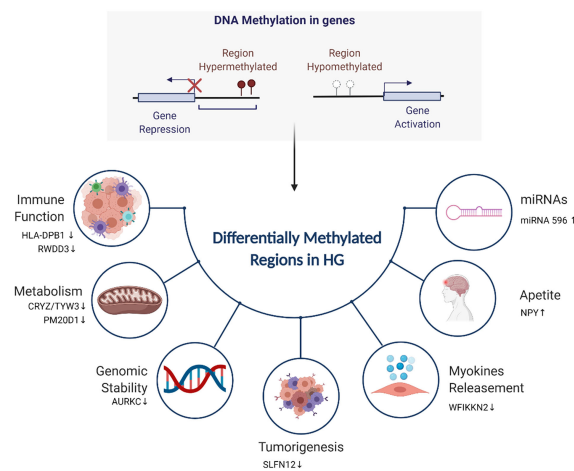 DNA Methylation in genes
Region
Hypermethylated
Gene
Repression
Region
Hypomethylated
Gene
Activation
Differentially Methylated
Regions in HG
Immune
Function
HLA-DPB1 ↓
RWDD3↓
Metabolism
CRYZ/TYW3↓
PM20D1↓
Genomic
Stability
AURKC↓
Tumorigenesis
SLFN12↓
Myokines
Releasement
WFIKKN2↓
Apetite
NPY↑
miRNAs
miRNA 596 ↑